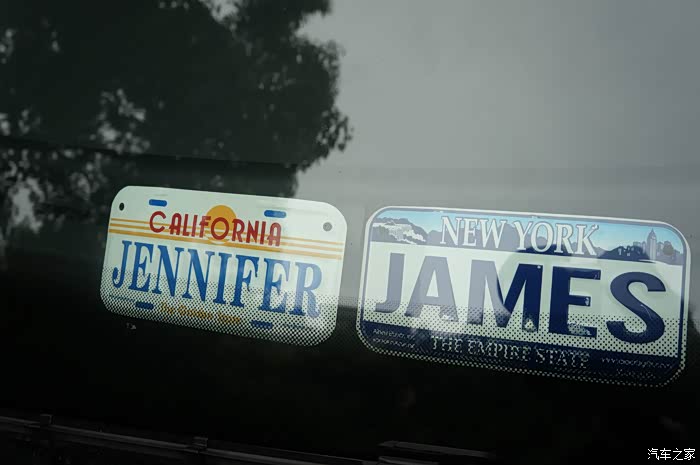 CALIFORNIA
JENNIFER
NEW YORK
JAMES
THE EMPIRE STATE
汽车之家